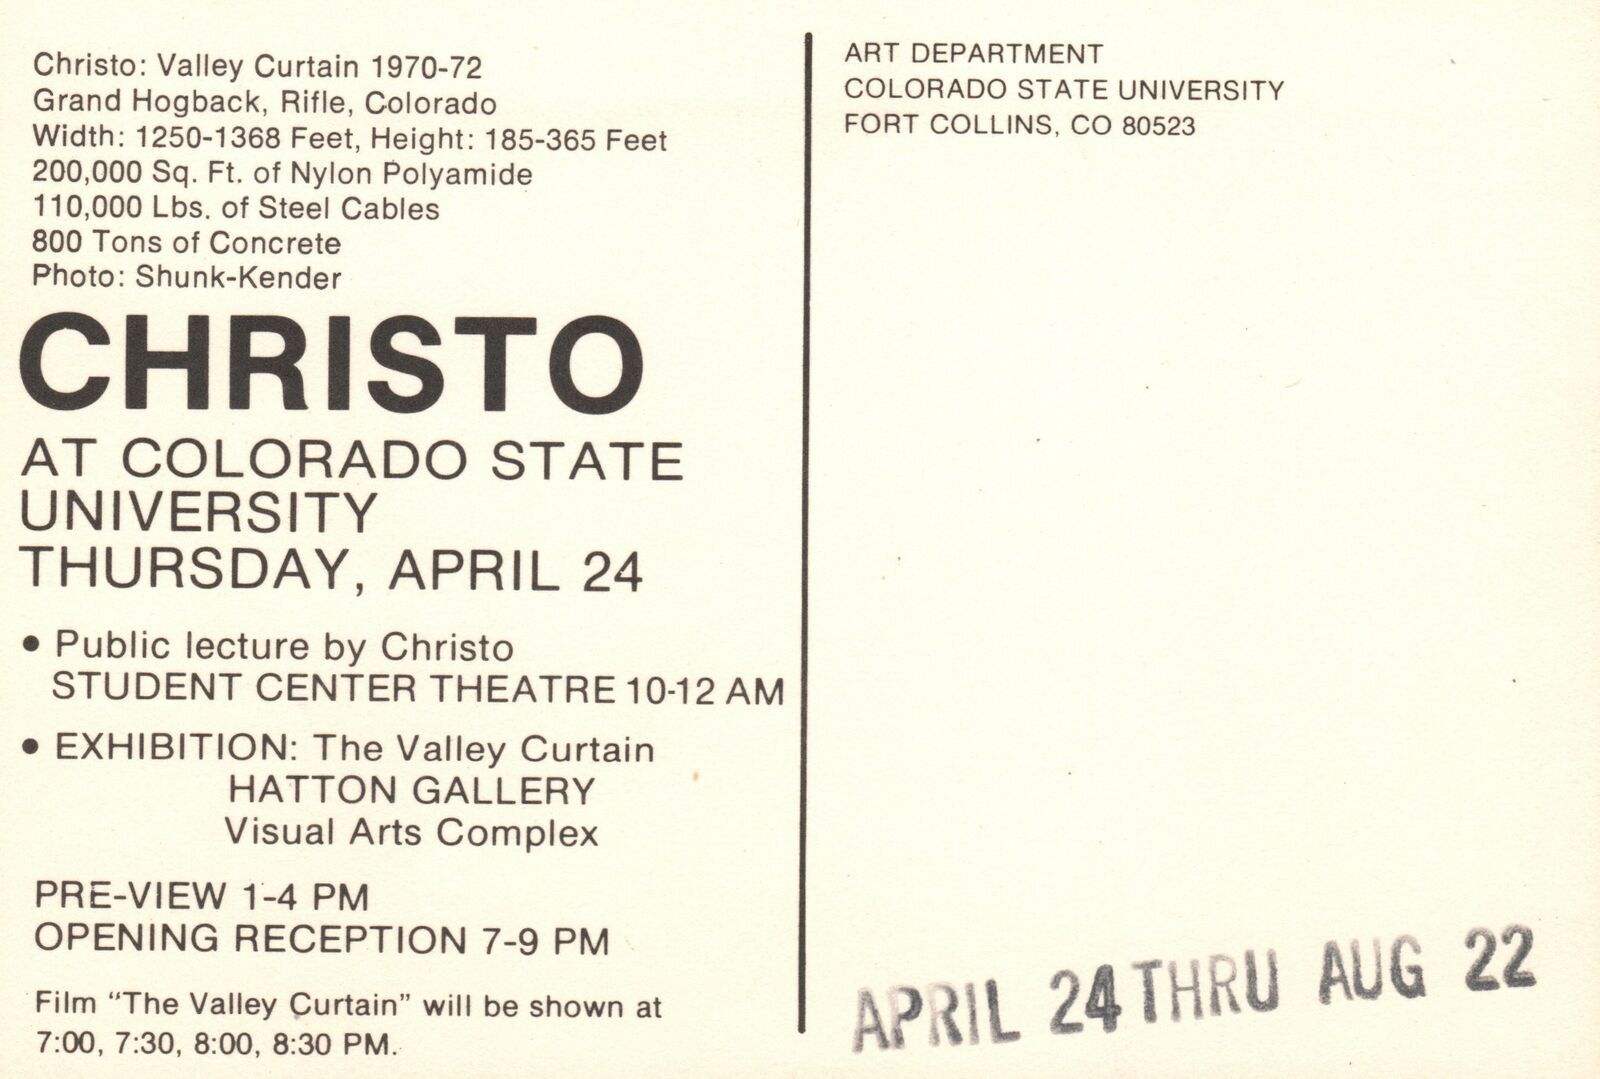 Christo: Valley Curtain 1970-72
Grand Hogback, Rifle, Colorado
Width: 1250-1368 Feet, Height: 185-365 Feet
200,000 Sq. Ft. of Nylon Polyamide
110,000 Lbs. of Steel Cables
800 Tons of Concrete
Photo: Shunk-Kender
CHRISTO
AT COLORADO STATE
UNIVERSITY
THURSDAY, APRIL 24
• Public lecture by Christo
STUDENT CENTER THEATRE 10-12 AM
• EXHIBITION: The Valley Curtain
HATTON GALLERY
Visual Arts Complex
PRE-VIEW 1-4 PM
OPENING RECEPTION 7-9 PM
Film “The Valley Curtain” will be shown at
7:00, 7:30, 8:00, 8:30 PM.
ART DEPARTMENT
COLORADO STATE UNIVERSITY
FORT COLLINS, CO 80523
APRIL 24 THRU AUG 22